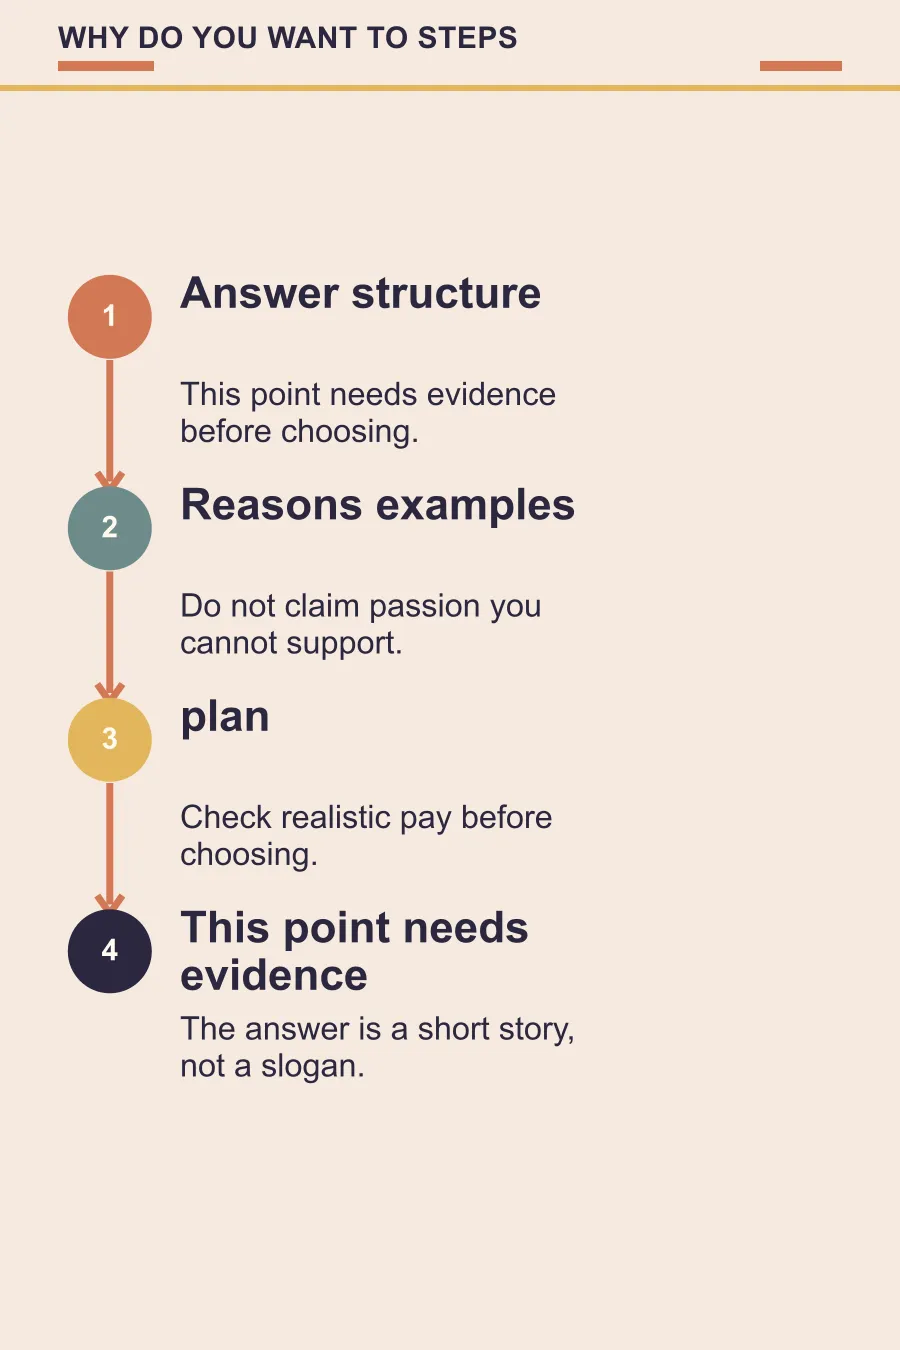 WHY DO YOU WANT TO STEPS
1
Answer structure
This point needs evidence
before choosing.
2
Reasons examples
Do not claim passion you
cannot support.
3
plan
Check realistic pay before
choosing.
4
This point needs
evidence
The answer is a short story,
not a slogan.